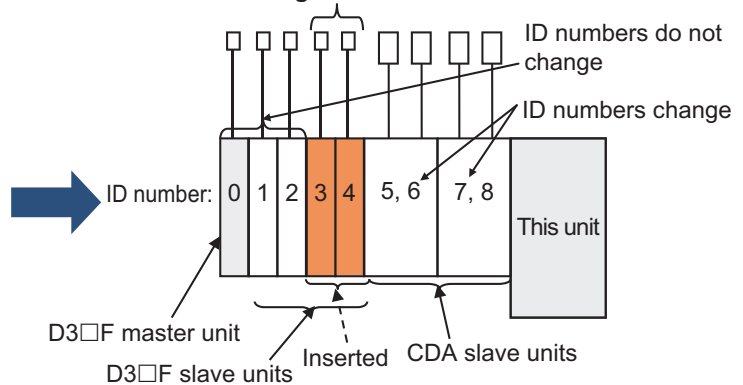 ID numbers do not
change
ID numbers change
ID number: 0 1 2 3 4 5, 6 7, 8
This unit
D3□F master unit
D3□F slave units
Inserted
CDA slave units